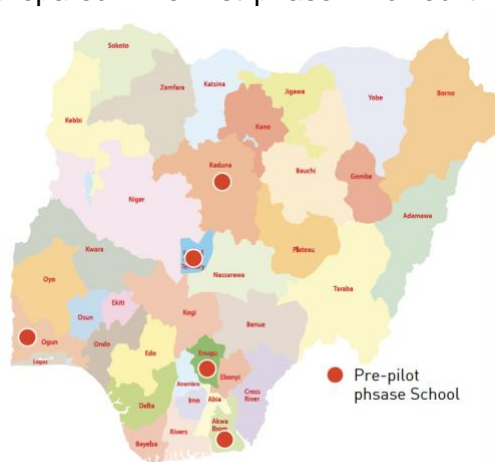 Sokoto
Katsina
Jigawa
Zamfara
Yobe
Borno
Kebbi
Kano
Kaduna
Bauchi
Gombe
Niger
Adamawa
Plateau
Kwara
Nassarawa
Taraba
Oyo
Kogi
Ekiti
Osun
Benue
Ogun
Ondo
Edo
Enugu
Lagos
Ebonyi
Anambra
Cross
River
Delta
Imo
Abia
Akwa
Ibom
Rivers
Bayelsa
Pre-pilot
phsase School